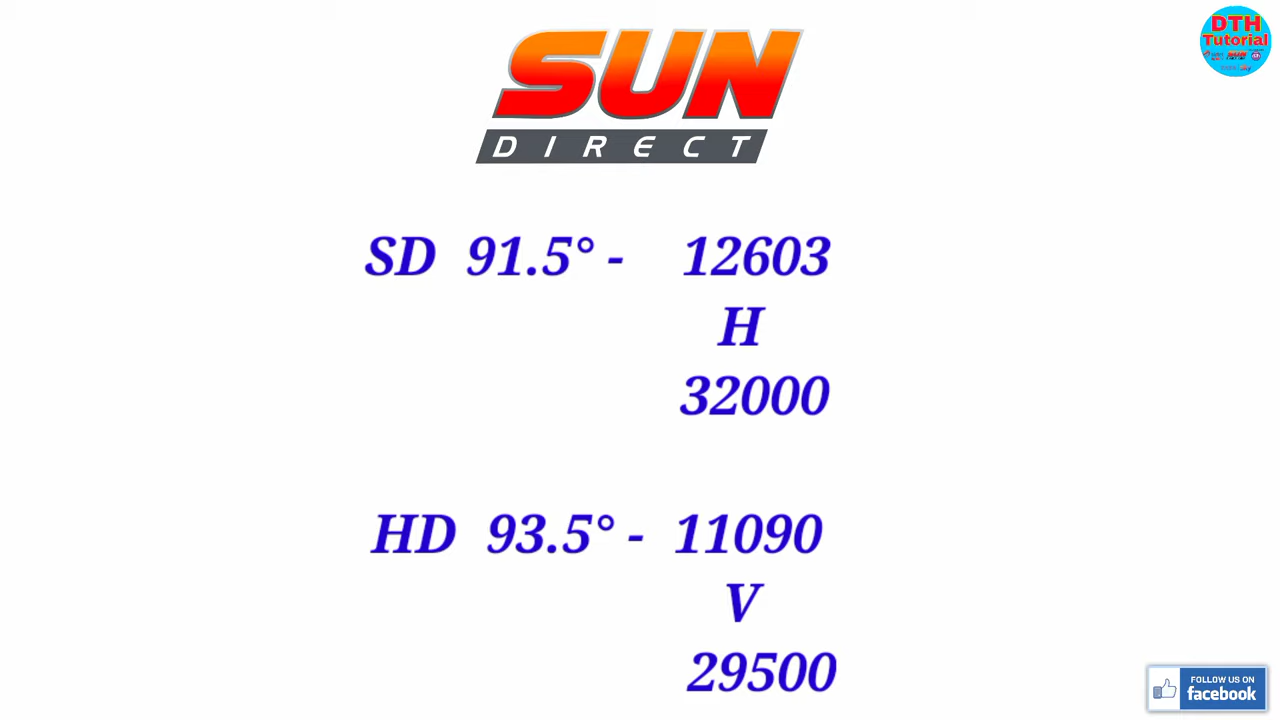 SUN
DIRECT
DTH
Tutorial
SD 91.5° - 12603
H
32000
HD 93.5° - 11090
V
29500
FOLLOW US ON
facebook